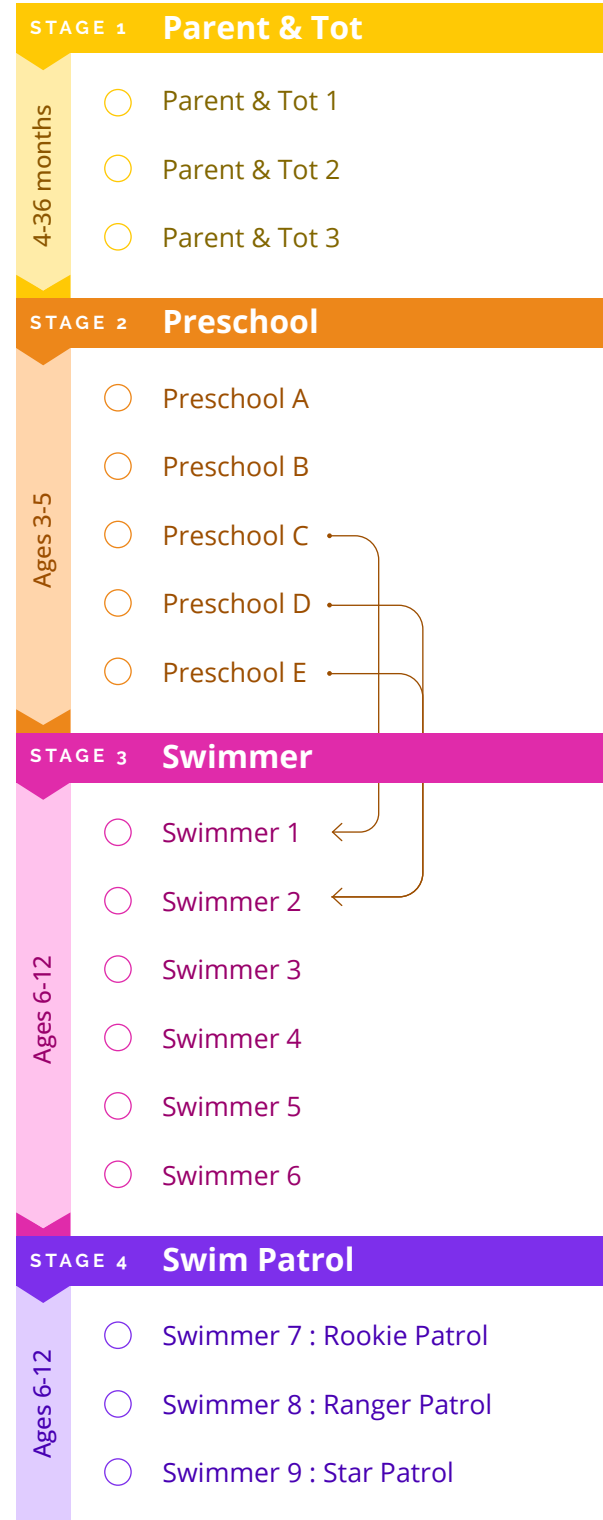 STAGE 1 Parent & Tot
4-36 months
Parent & Tot 1
Parent & Tot 2
Parent & Tot 3
STAGE 2 Preschool
Ages 3-5
Preschool A
Preschool B
Preschool C
Preschool D
Preschool E
STAGE 3 Swimmer
Ages 6-12
Swimmer 1
Swimmer 2
Swimmer 3
Swimmer 4
Swimmer 5
Swimmer 6
STAGE 4 Swim Patrol
Ages 6-12
Swimmer 7 : Rookie Patrol
Swimmer 8 : Ranger Patrol
Swimmer 9 : Star Patrol